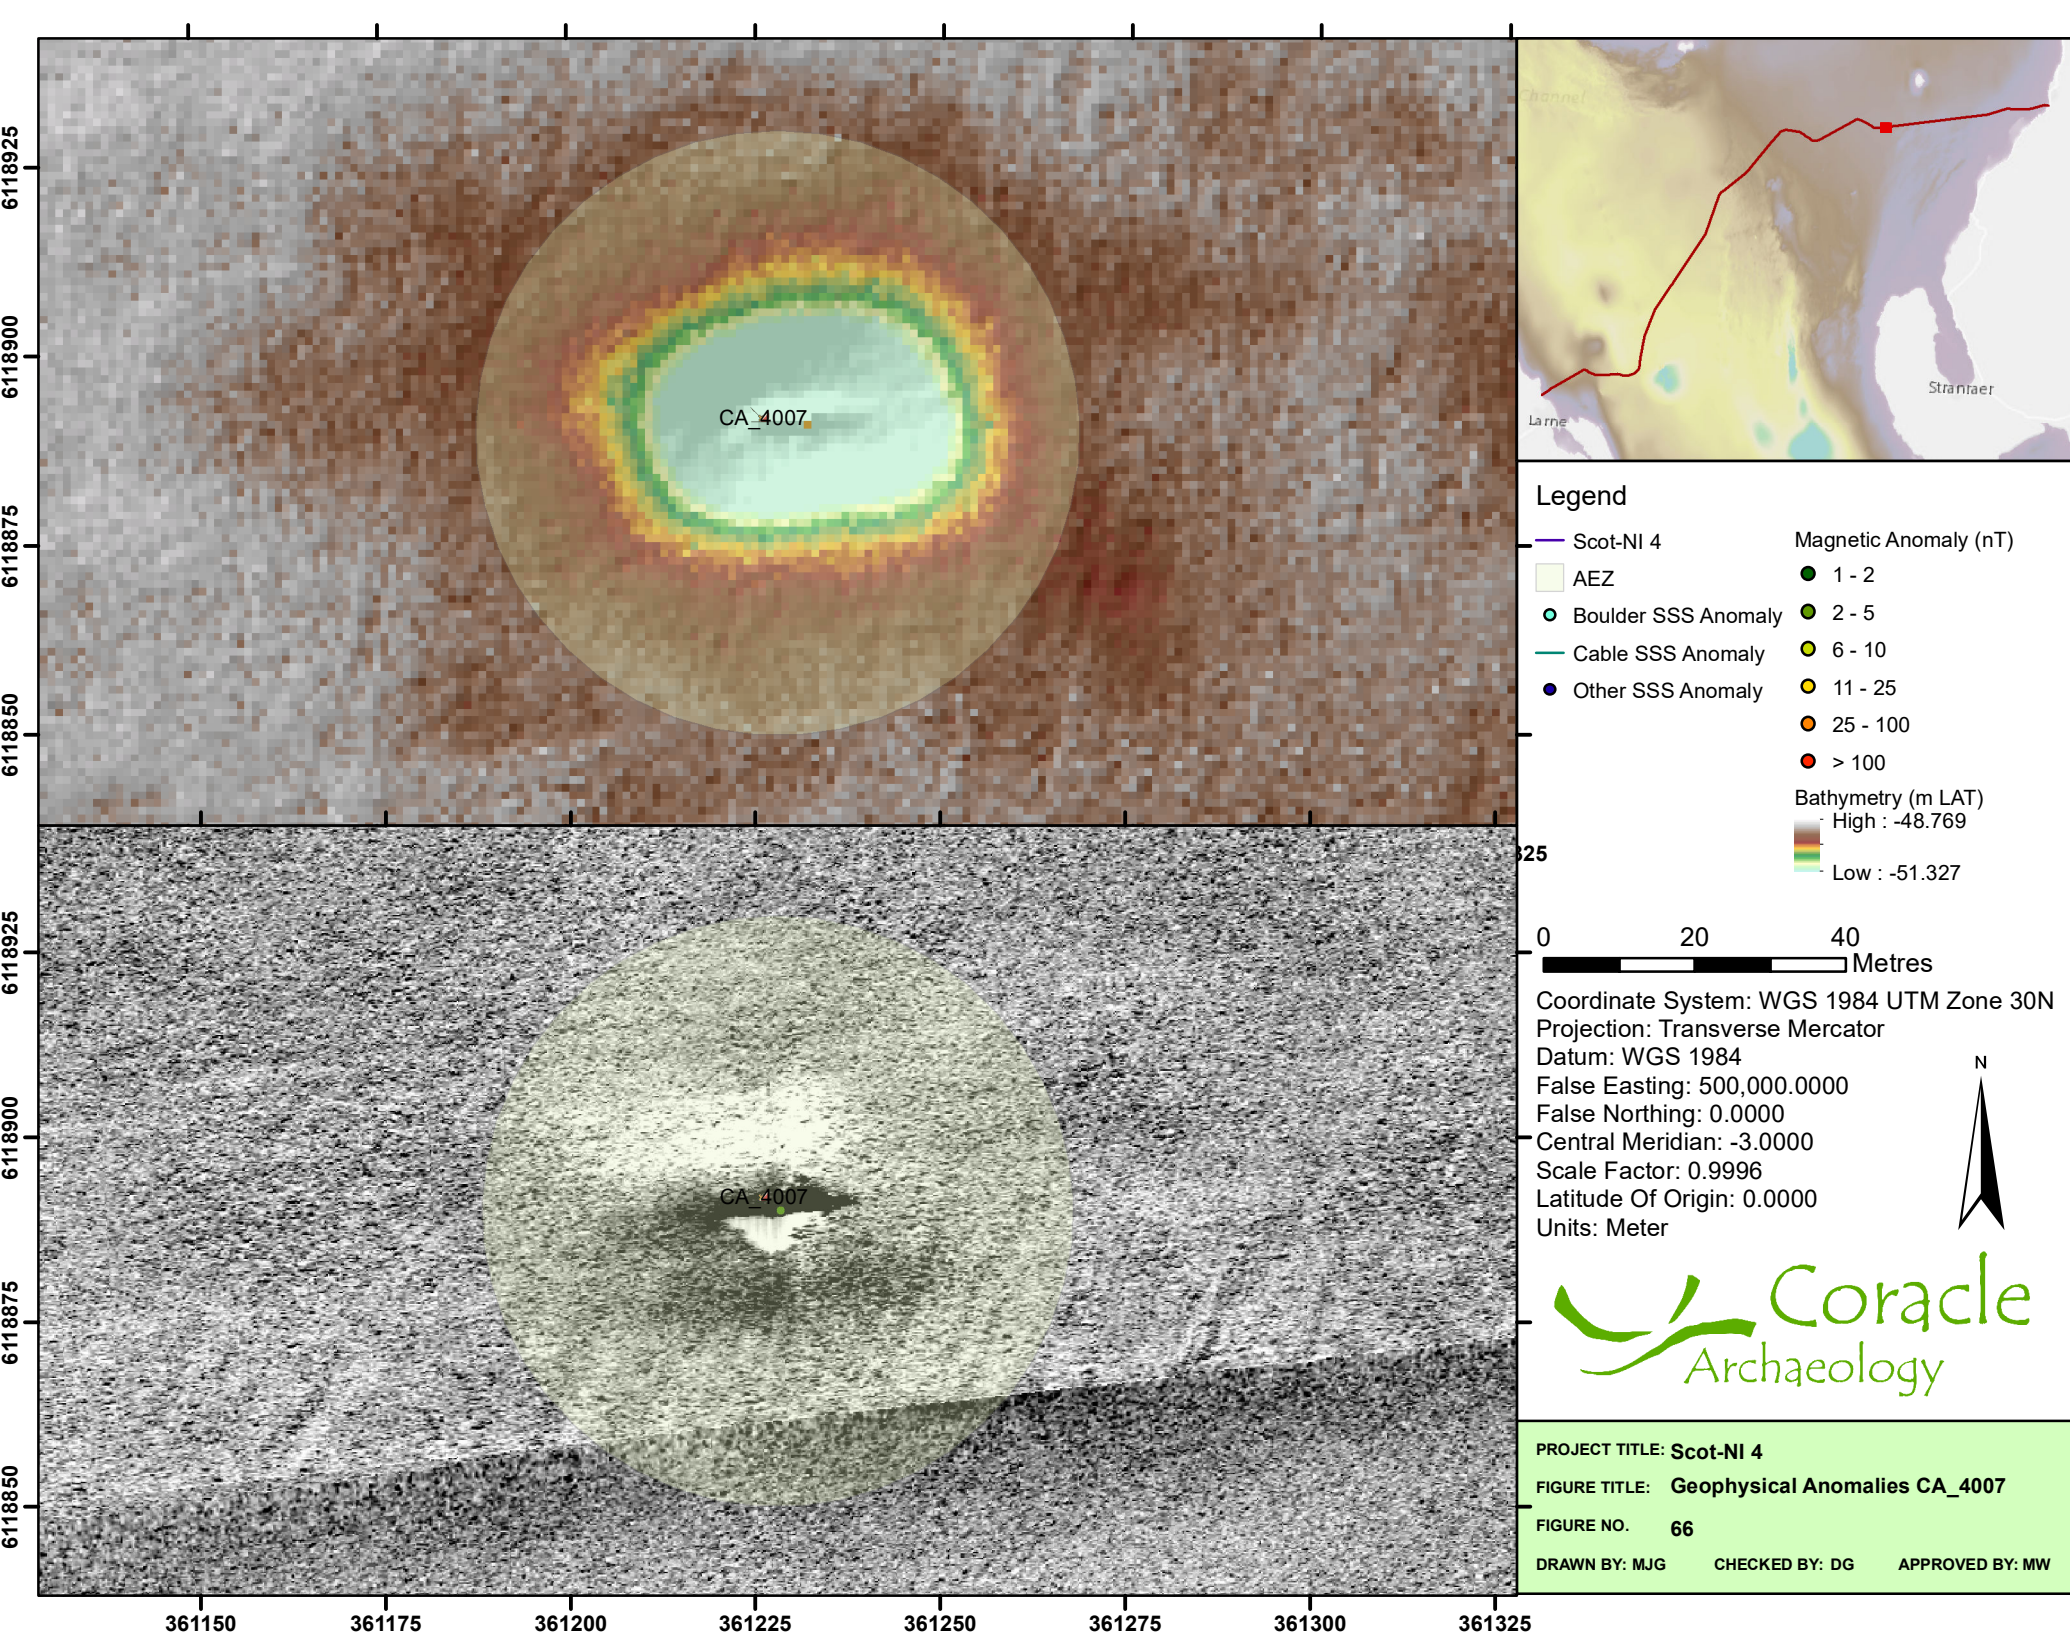 6118925
6118900
6118875
6118850
CA_4007
6118925
6118900
6118875
6118850
CA_4007
361150
361175
361200
361225
361250
361275
361300
361325
Channel
Stranraer
Larne
Legend
Scot-NI 4
AEZ
Boulder SSS Anomaly
Cable SSS Anomaly
Other SSS Anomaly
Magnetic Anomaly (nT)
1 - 2
2 - 5
6 - 10
11 - 25
25 - 100
> 100
Bathymetry (m LAT)
High : -48.769
Low : -51.327
325
0 20 40
Metres
Coordinate System: WGS 1984 UTM Zone 30N
Projection: Transverse Mercator
Datum: WGS 1984
False Easting: 500,000.0000
False Northing: 0.0000
Central Meridian: -3.0000
Scale Factor: 0.9996
Latitude Of Origin: 0.0000
Units: Meter
N
Coracle
Archaeology
PROJECT TITLE: Scot-NI 4
FIGURE TITLE: Geophysical Anomalies CA_4007
FIGURE NO. 66
DRAWN BY: MJG CHECKED BY: DG APPROVED BY: MW